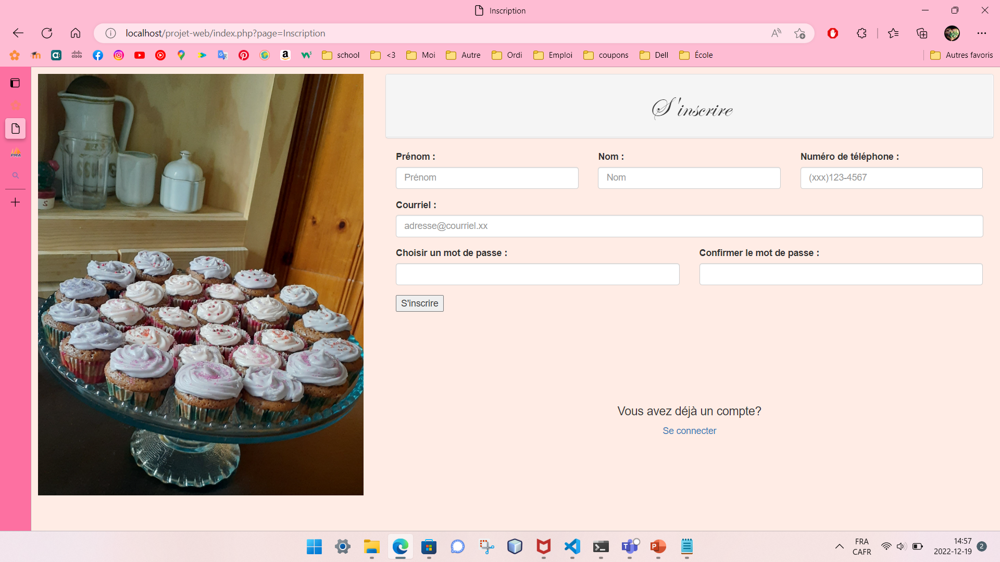 Inscription
localhost/projet-web/index.php?page=Inscription
school
<3
Moi
Autre
Ordi
Emploi
coupons
Dell
École
Autres favoris
PMA
S'inscrire
Prénom :
Nom :
Numéro de téléphone :
Prénom
Nom
(xxx)123-4567
Courriel :
adresse@courriel.xx
Choisir un mot de passe :
Confirmer le mot de passe :
S'inscrire
Vous avez déjà un compte?
Se connecter
FRA
CAFR
14:57
2022-12-19
2